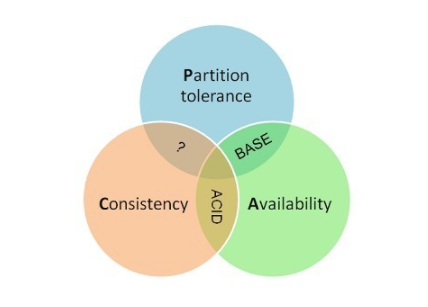 Partition
tolerance
?
BASE
Consistency
ACID
Availability